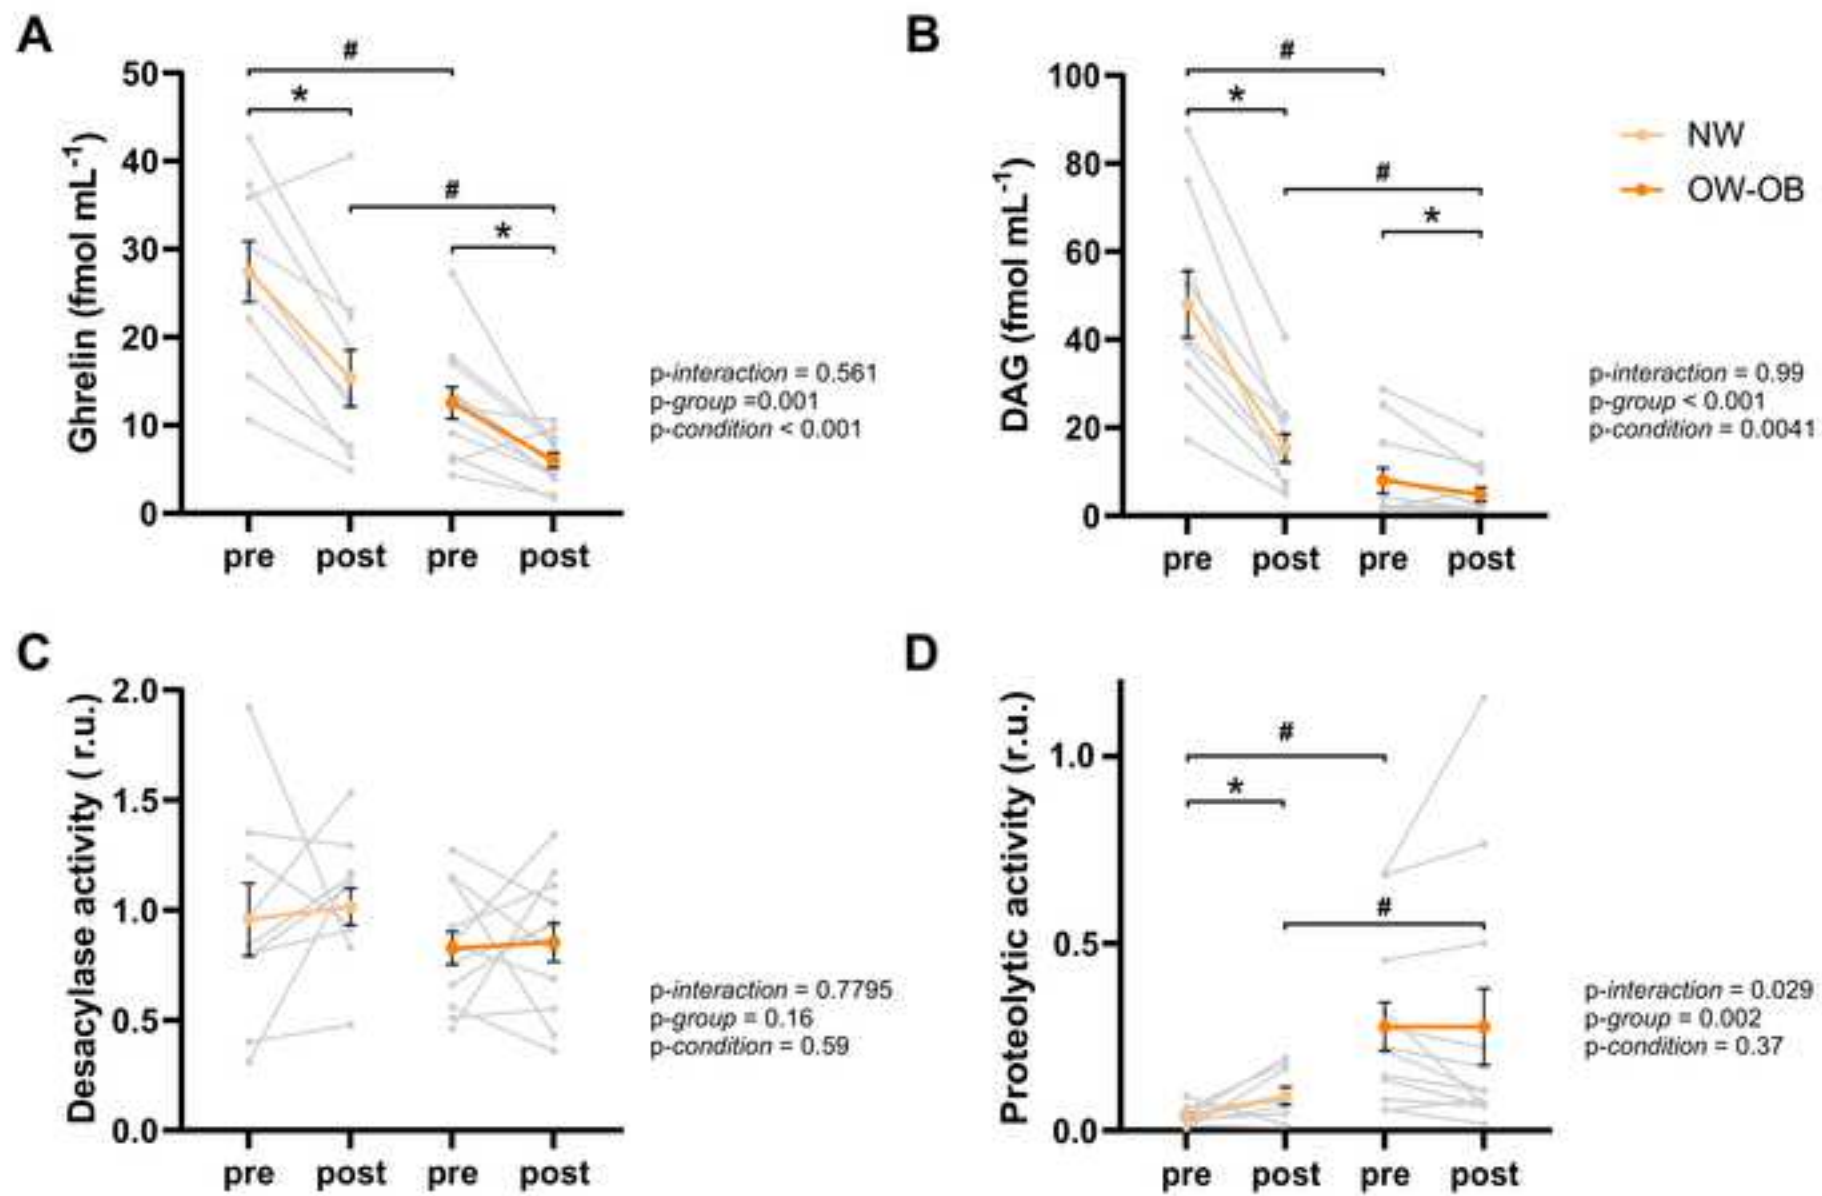 A
#
*
#
*
50
40
30
20
10
0
Ghrelin (fmol mL-1)
pre post pre post
p-interaction = 0.561
p-group =0.001
p-condition < 0.001
B
#
*
#
*
100
80
60
40
20
0
DAG (fmol mL-1)
pre post pre post
NW
OW-OB
p-interaction = 0.99
p-group < 0.001
p-condition = 0.0041
C
2.0
1.5
1.0
0.5
0.0
Desacylase activity ( r.u.)
pre post pre post
p-interaction = 0.7795
p-group = 0.16
p-condition = 0.59
D
#
*
#
1.0
0.5
0.0
Proteolytic activity (r.u.)
pre post pre post
p-interaction = 0.029
p-group = 0.002
p-condition = 0.37